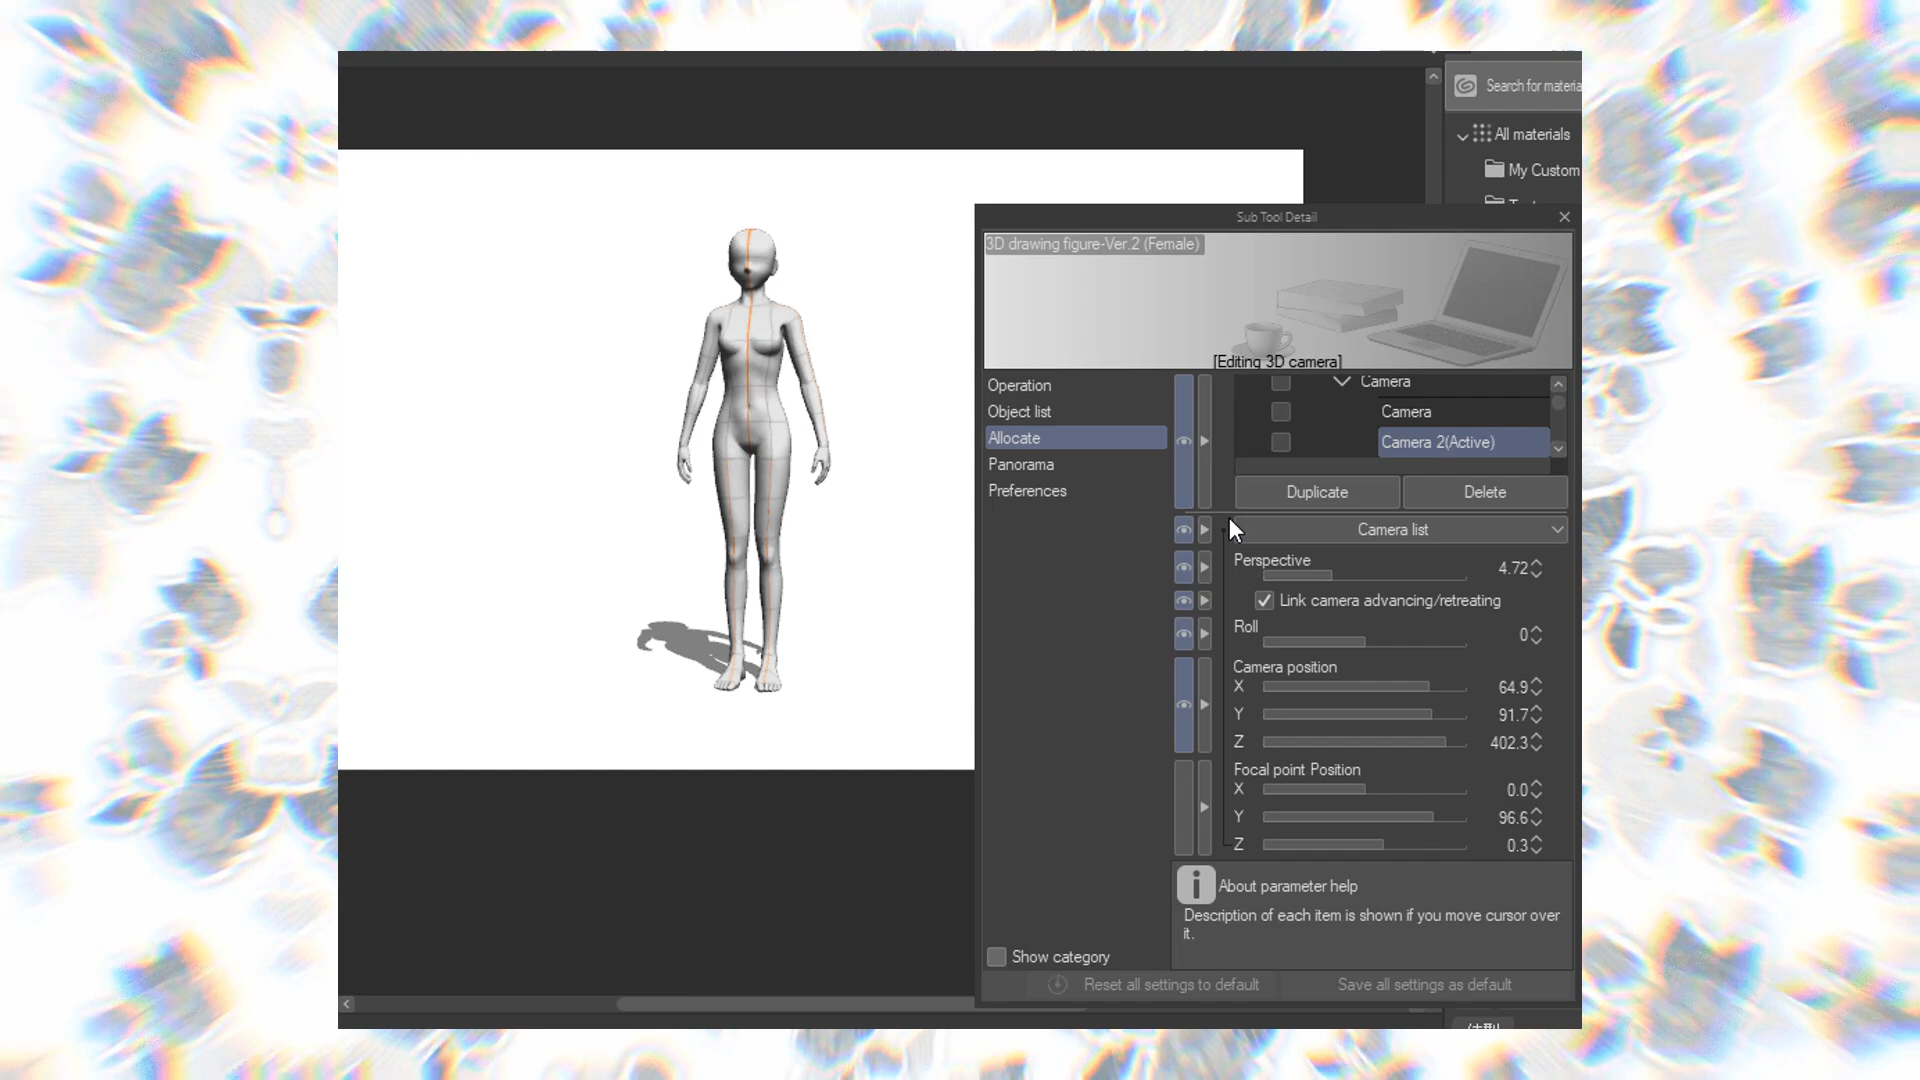 Search for materia
All materials
My Custom
Sub Tool Detail
3D drawing figure-Ver.2 (Female)
[Editing 3D camera]
Operation
Object list
Allocate
Panorama
Preferences
Camera
Camera
Camera 2(Active)
Duplicate
Delete
Camera list
Perspective
4.72
Link camera advancing/retreating
Roll
0
Camera position
X 64.9
Y 91.7
Z 402.3
Focal point Position
X 0.0
Y 96.6
Z 0.3
About parameter help
Description of each item is shown if you move cursor over
it.
Show category
Reset all settings to default
Save all settings as default